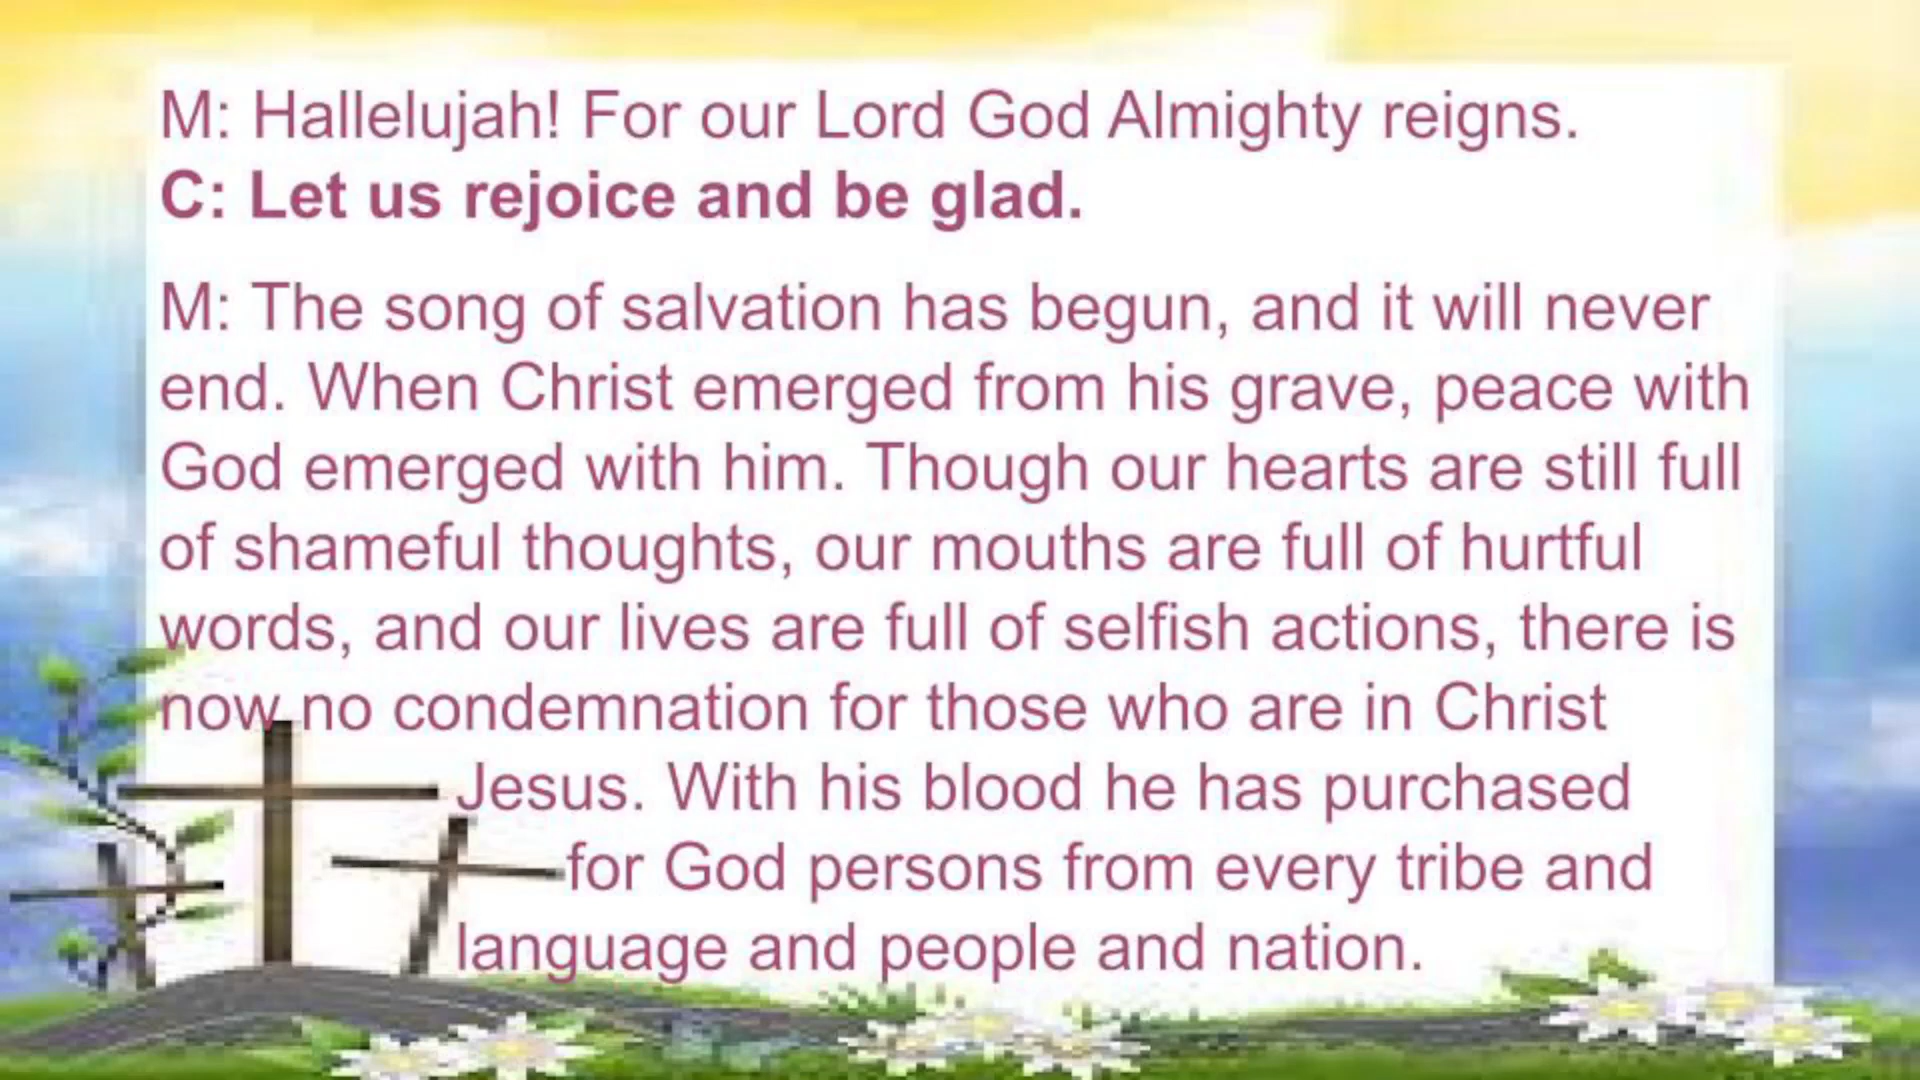 M: Hallelujah! For our Lord God Almighty reigns.
C: Let us rejoice and be glad.
M: The song of salvation has begun, and it will never
end. When Christ emerged from his grave, peace with
God emerged with him. Though our hearts are still full
of shameful thoughts, our mouths are full of hurtful
words, and our lives are full of selfish actions, there is
now no condemnation for those who are in Christ
Jesus. With his blood he has purchased
for God persons from every tribe and
language and people and nation.